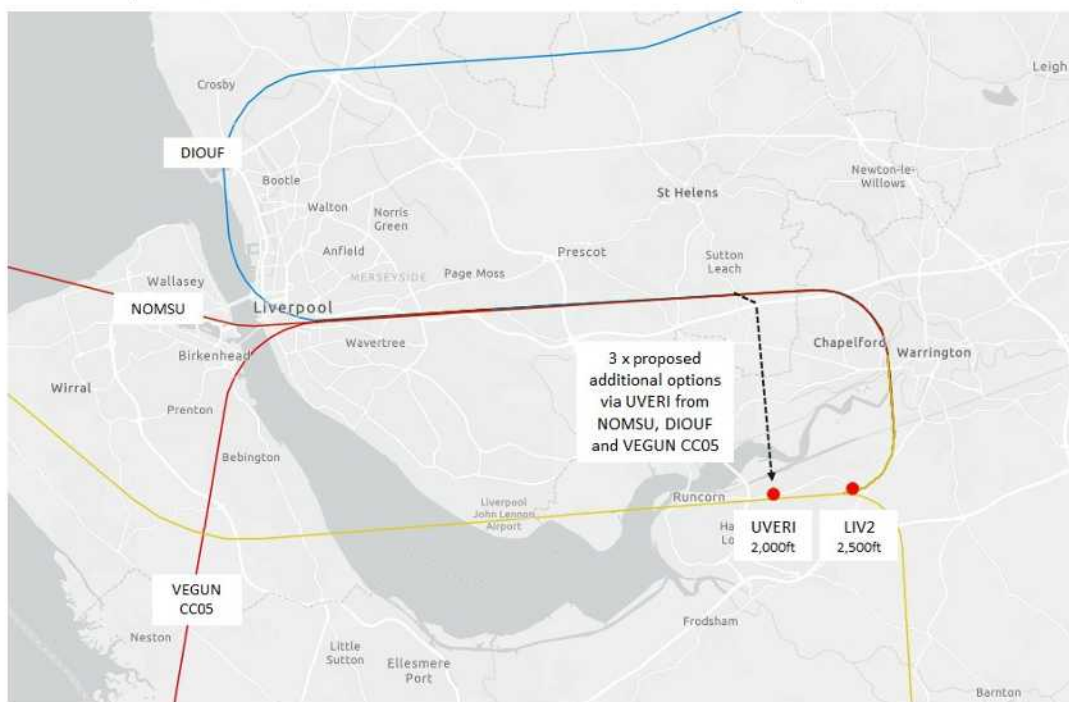 Crosby
Leigh
DIOUF
Bootle
Newton-le-
Willows
St Helens
Walton
Norris
Green
Anfield
Prescot
Sutton
Leach
MERSEYSIDE
Page Moss
Wallasey
NOMSU
Liverpool
Wavertree
Chapelford
Warrington
Birkenhead
3 x proposed
additional options
via UVERI from
NOMSU, DIOUF
and VEGUN CC05
Wirral
Prenton
Bebington
Liverpool
John Lennon
Airport
Runcorn
UVERI
2,000ft
LIV2
2,500ft
VEGUN
CC05
Frodsham
Neston
Little
Sutton
Ellesmere
Port
Barnton